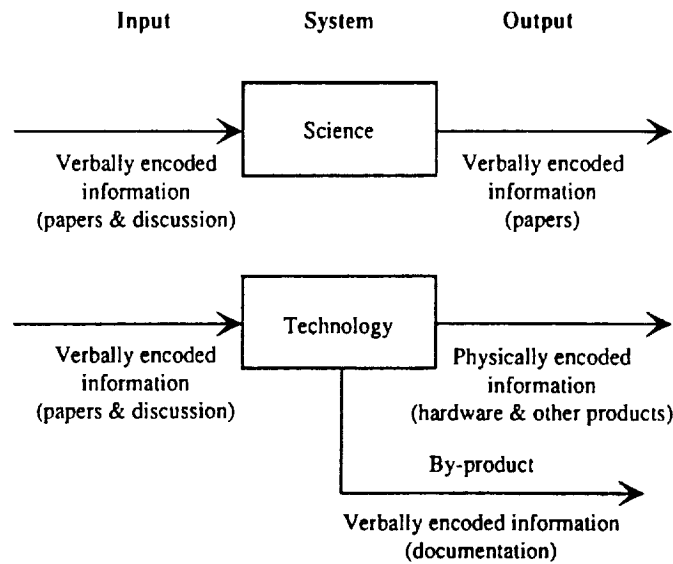 Input System Output
Science
Verbally encoded
information
(papers & discussion)
Verbally encoded
information
(papers)
Technology
Verbally encoded
information
(papers & discussion)
Physically encoded
information
(hardware & other products)
By-product
Verbally encoded information
(documentation)